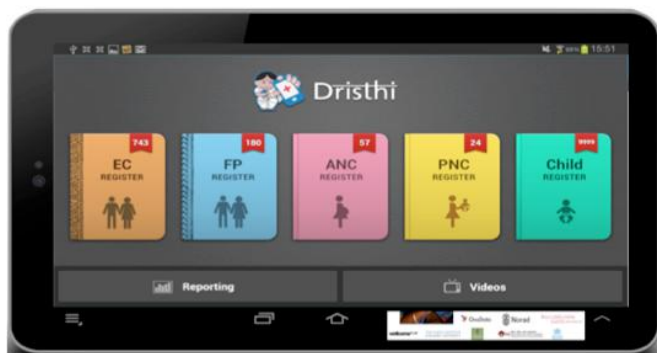 15:51
Dristhi
743
EC
REGISTER
180
FP
REGISTER
57
ANC
REGISTER
24
PNC
REGISTER
9999
Child
REGISTER
Reporting
Videos
Norad